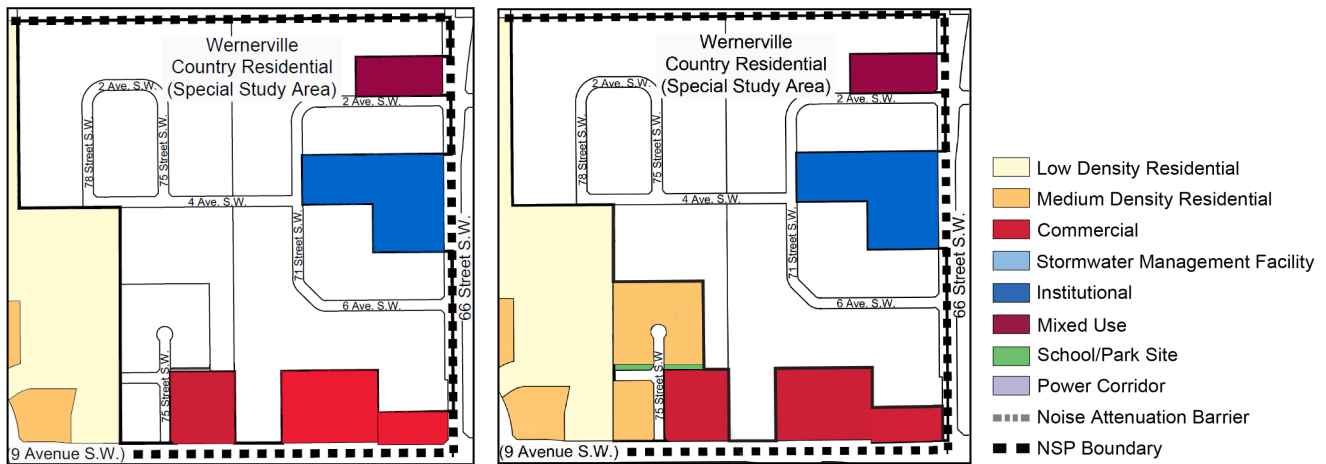 Wernerville
Country Residential
(Special Study Area)
2 Ave. S.W.
2 Ave. S.W.
78 Street S.W.
75 Street S.W.
4 Ave. S.W.
71 Street S.W.
6 Ave. S.W.
66 Street S.W.
75 Street S.W.
(9 Avenue S.W.)
Wernerville
Country Residential
(Special Study Area)
2 Ave. S.W.
2 Ave. S.W.
78 Street S.W.
75 Street S.W.
4 Ave. S.W.
71 Street S.W.
6 Ave. S.W.
66 Street S.W.
75 Street S.W.
(9 Avenue S.W.)
Low Density Residential
Medium Density Residential
Commercial
Stormwater Management Facility
Institutional
Mixed Use
School/Park Site
Power Corridor
Noise Attenuation Barrier
NSP Boundary